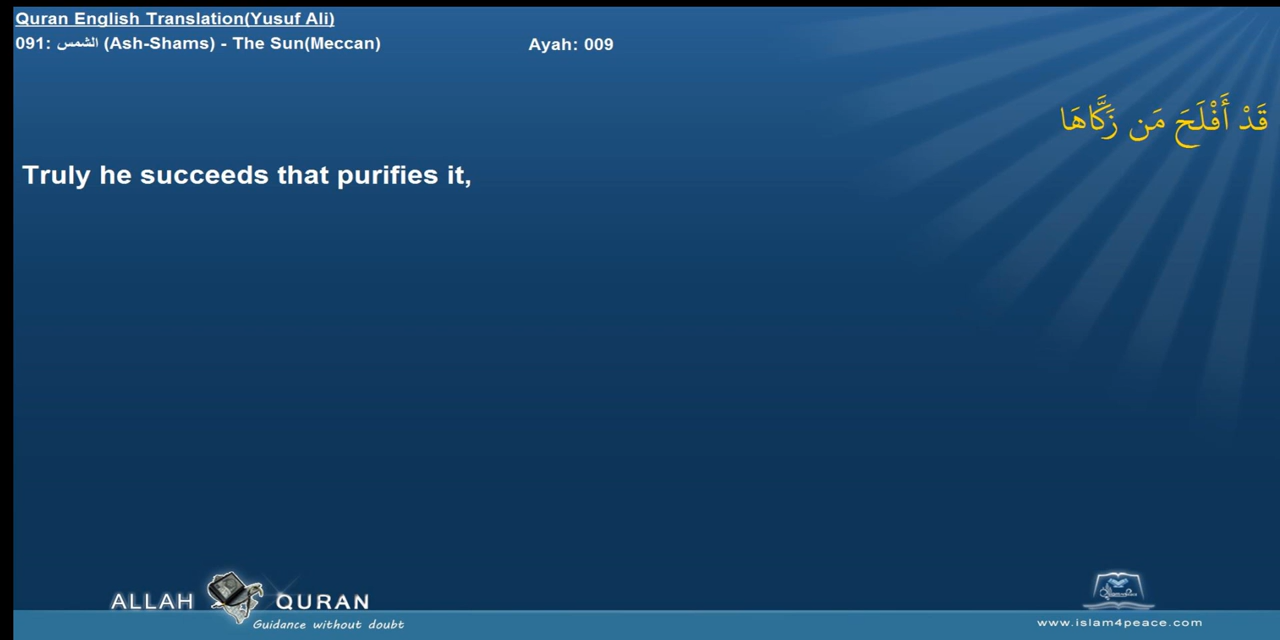 Quran English Translation(Yusuf Ali)
091: الشمس (Ash-Shams) - The Sun(Meccan)
Ayah: 009
قَدْ أَفْلَحَ مَن زَكَّاهَا
Truly he succeeds that purifies it,
ALLAH QURAN
Guidance without doubt
www.islam4peace.com